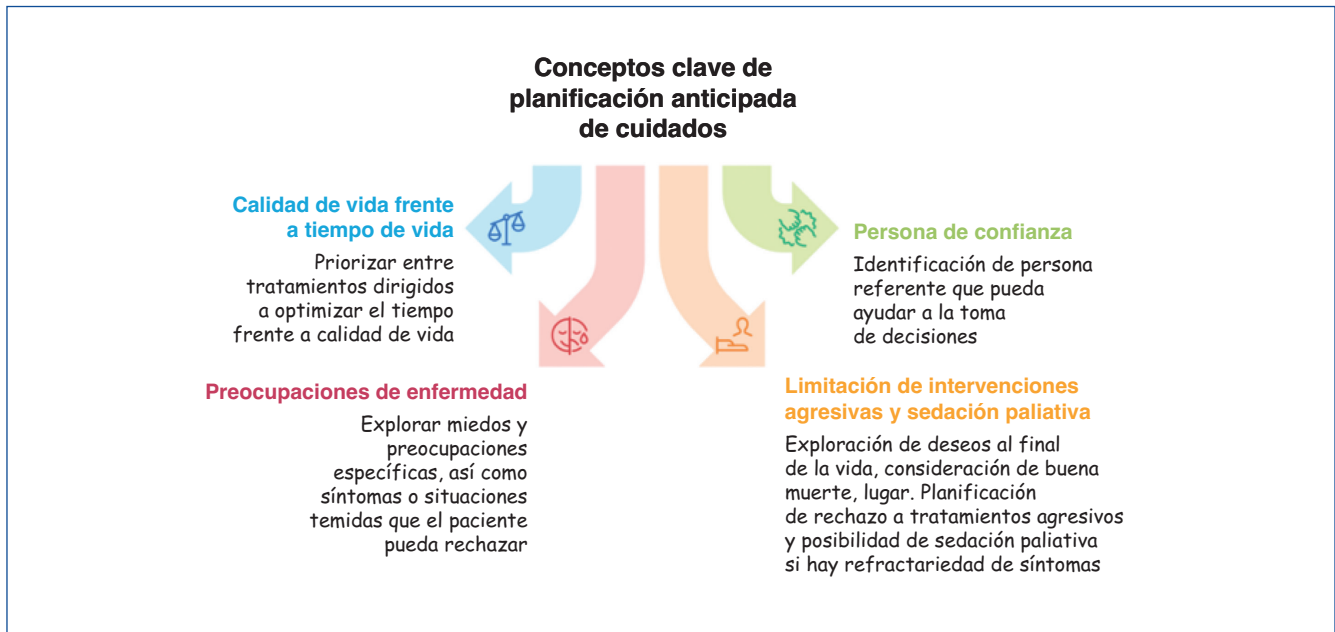 Conceptos clave de
planificación anticipada
de cuidados
Calidad de vida frente
a tiempo de vida
Priorizar entre
tratamientos dirigidos
a optimizar el tiempo
frente a calidad de vida
Persona de confianza
Identificación de persona
referente que pueda
ayudar a la toma
de decisiones
Preocupaciones de enfermedad
Explorar miedos y
preocupaciones
específicas, así como
síntomas o situaciones
temidas que el paciente
pueda rechazar
Limitación de intervenciones
agresivas y sedación paliativa
Exploración de deseos al final
de la vida, consideración de buena
muerte, lugar. Planificación
de rechazo a tratamientos agresivos
y posibilidad de sedación paliativa
si hay refractariedad de síntomas